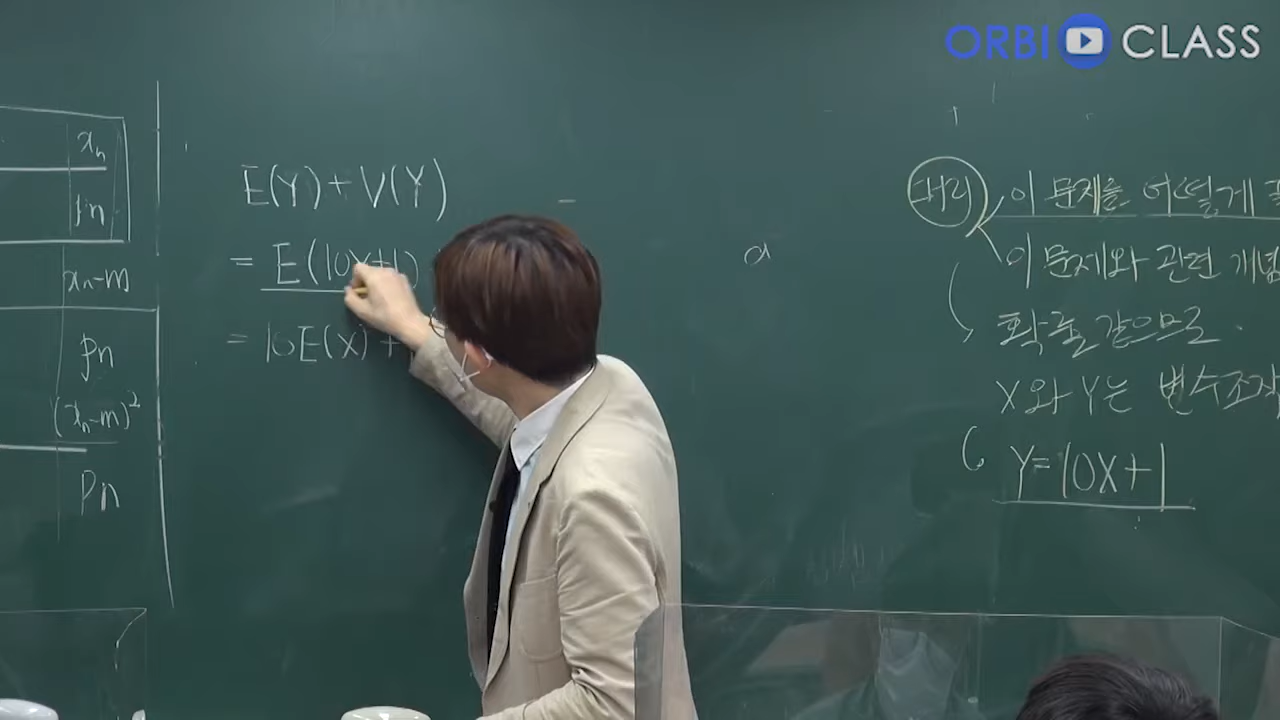 ORBI CLASS
xₙ
pₙ
xₙ-m
pₙ
(xₙ-m)²
pₙ
E(Y)+V(Y)
= E(10X+1)
= 10E(X)+
a
이 문제를 어떻게
이 문제와 관련 개념
확률 같으므로
X와 Y는 변수조작
Y=10X+1